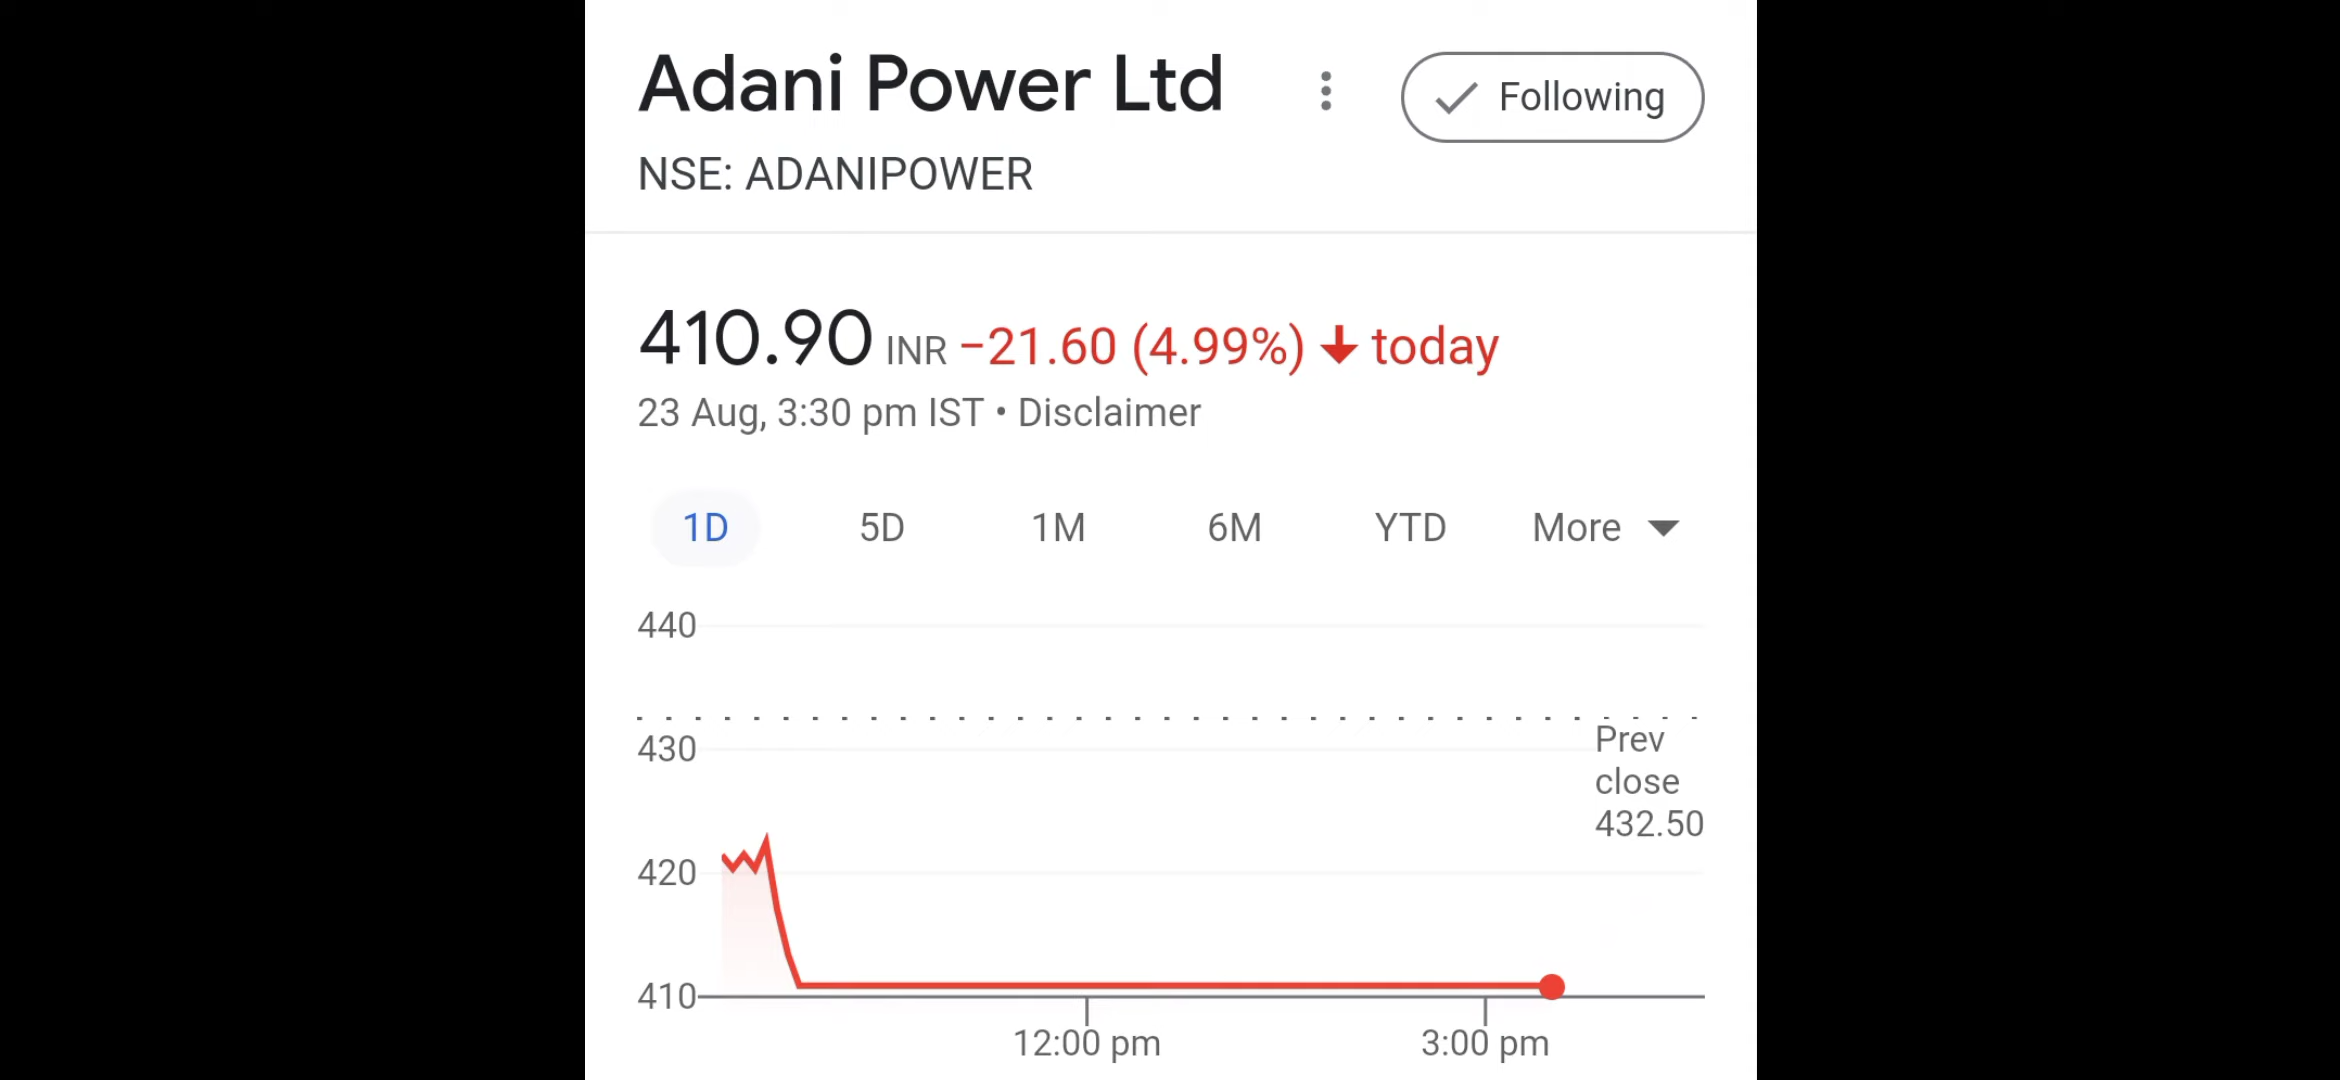 Adani Power Ltd
Following
NSE: ADANIPOWER
410.90 INR −21.60 (4.99%) today
23 Aug, 3:30 pm IST • Disclaimer
1D 5D 1M 6M YTD More
440
430
Prev
close
432.50
420
410
12:00 pm 3:00 pm